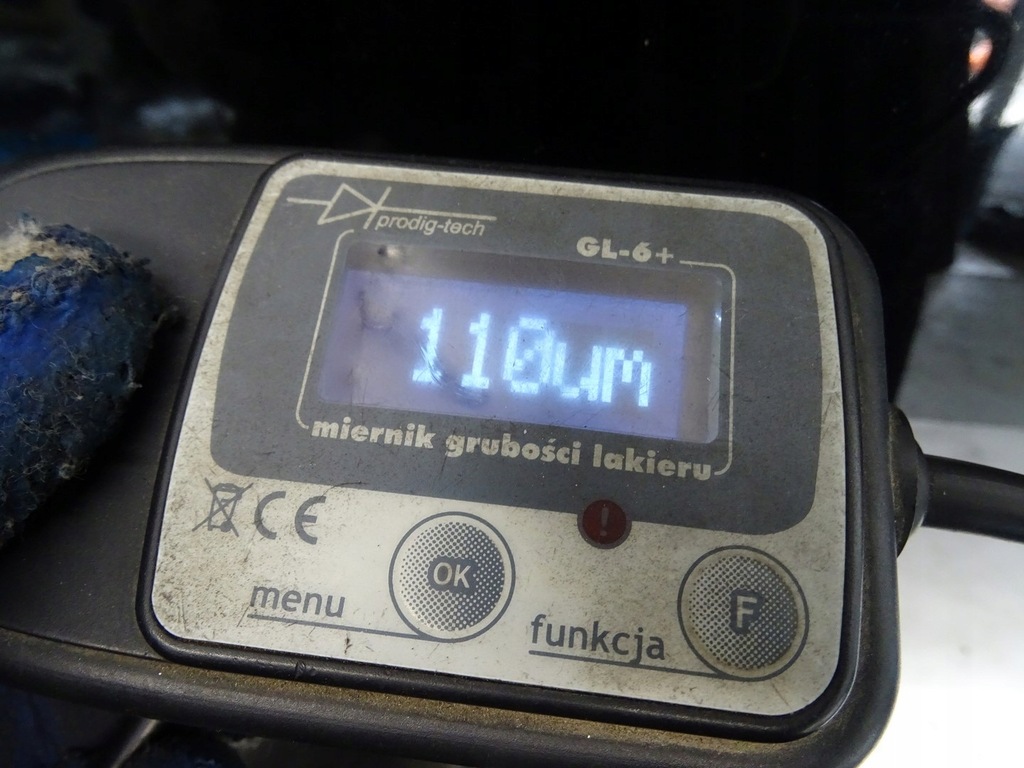 prodig-tech
GL-6+
110um
miernik grubości lakieru
CE
!
OK
F
menu
funkcja